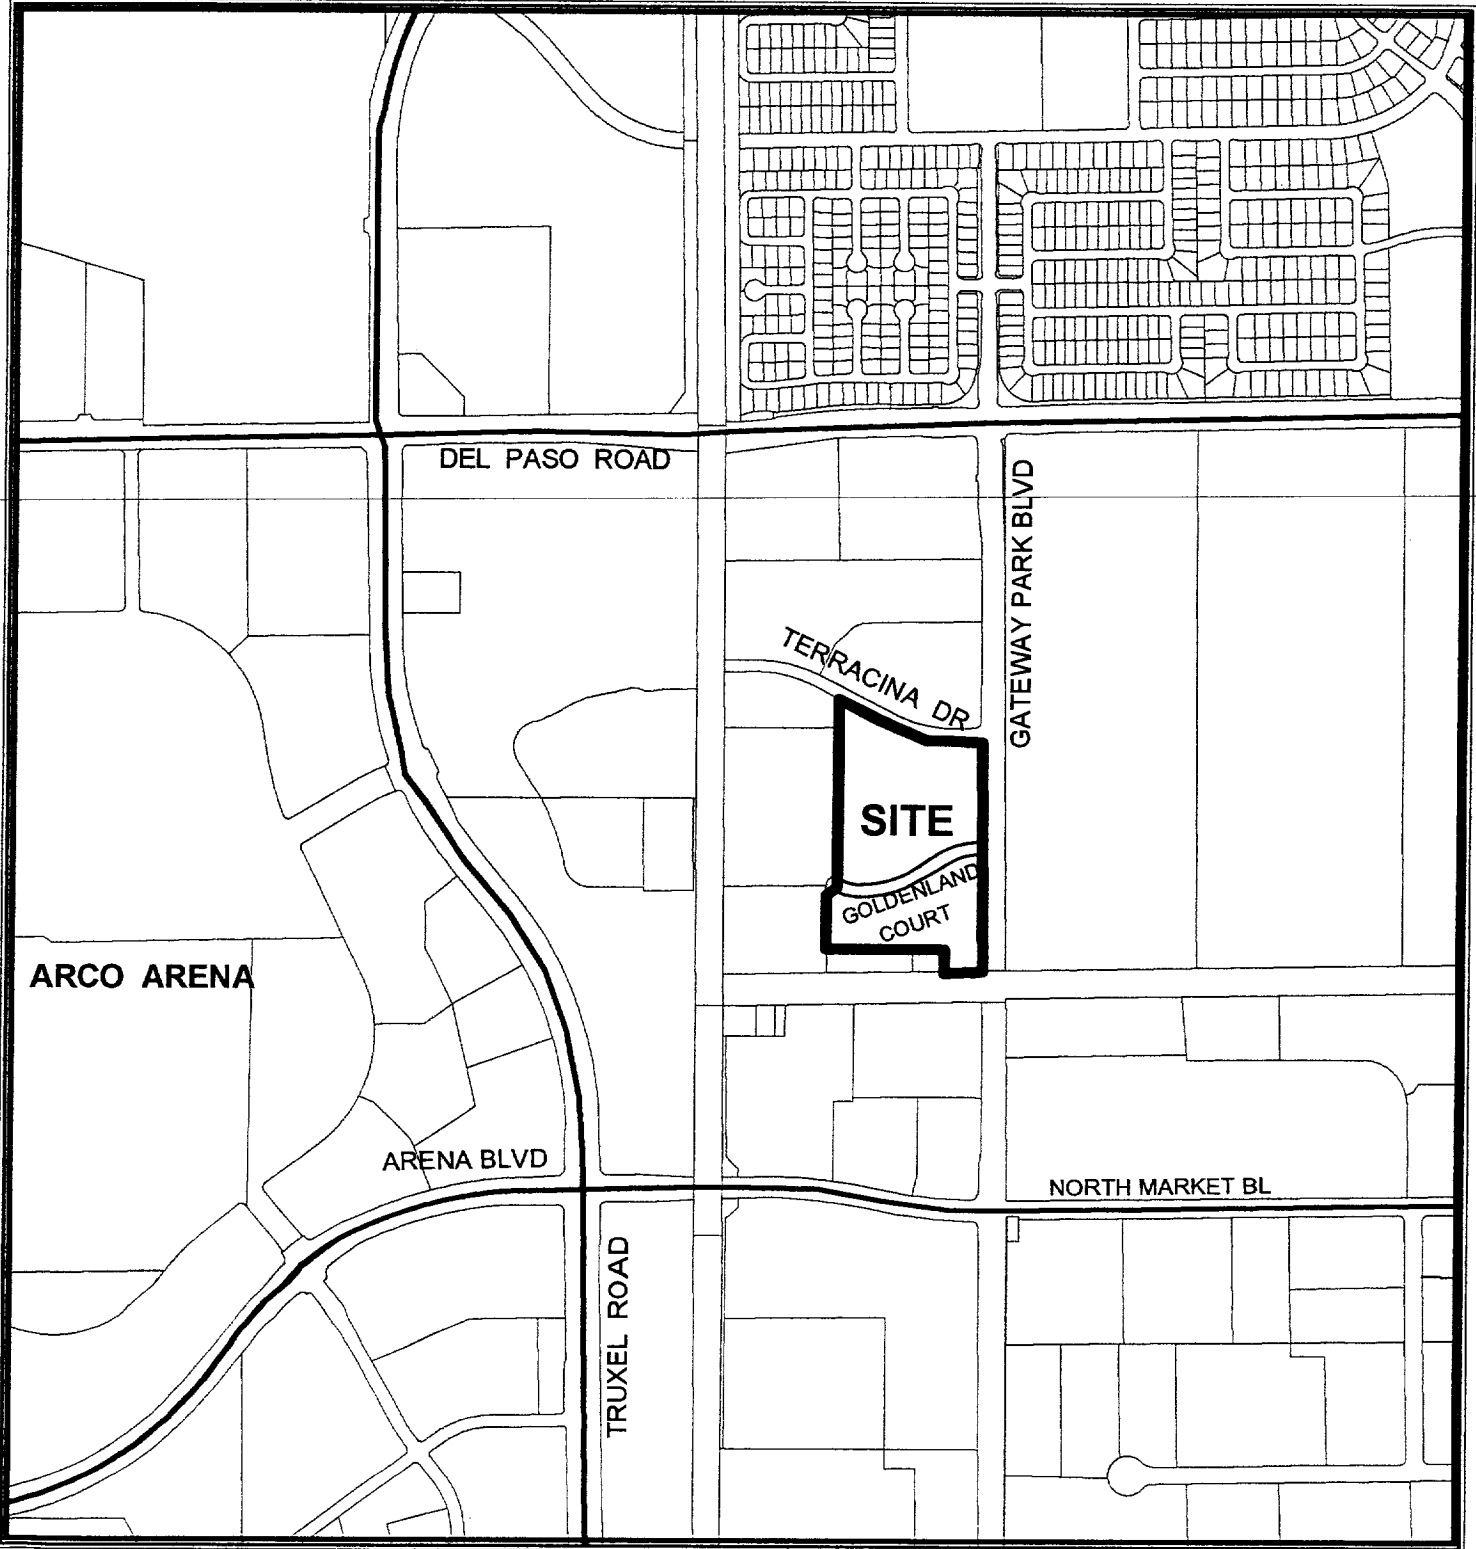 DEL PASO ROAD
GATEWAY PARK BLVD
TERRACINA DR
SITE
GOLDENLAND
COURT
ARCO ARENA
ARENA BLVD
NORTH MARKET BL
TRUXEL ROAD